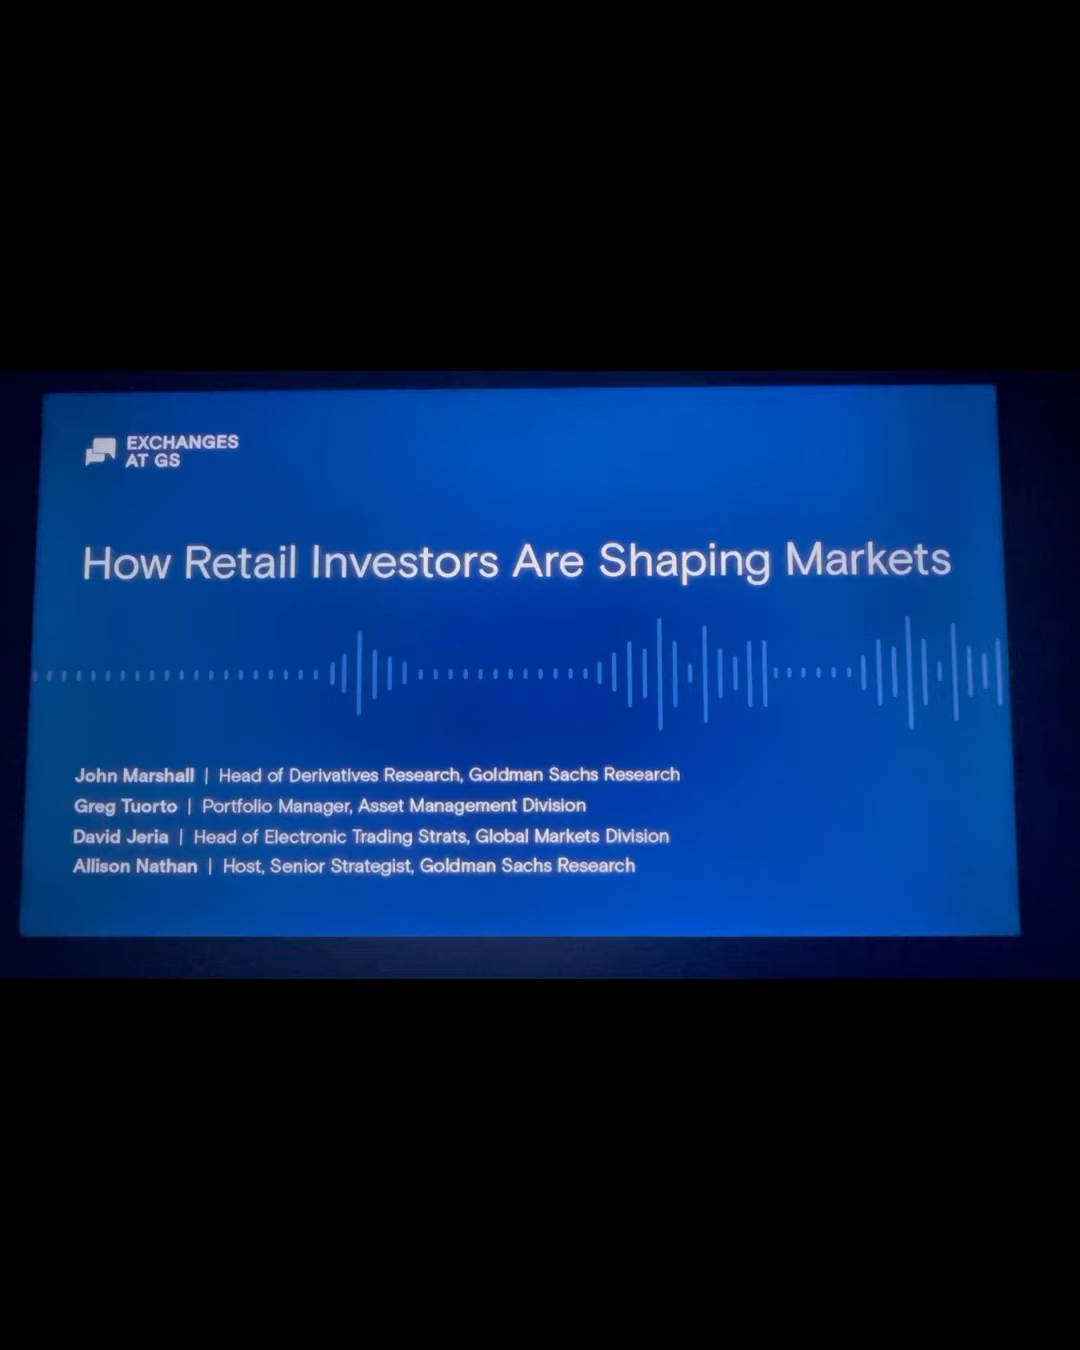 EXCHANGES
AT GS
How Retail Investors Are Shaping Markets
John Marshall | Head of Derivatives Research, Goldman Sachs Research
Greg Tuorto | Portfolio Manager, Asset Management Division
David Jeria | Head of Electronic Trading Strats, Global Markets Division
Allison Nathan | Host, Senior Strategist, Goldman Sachs Research